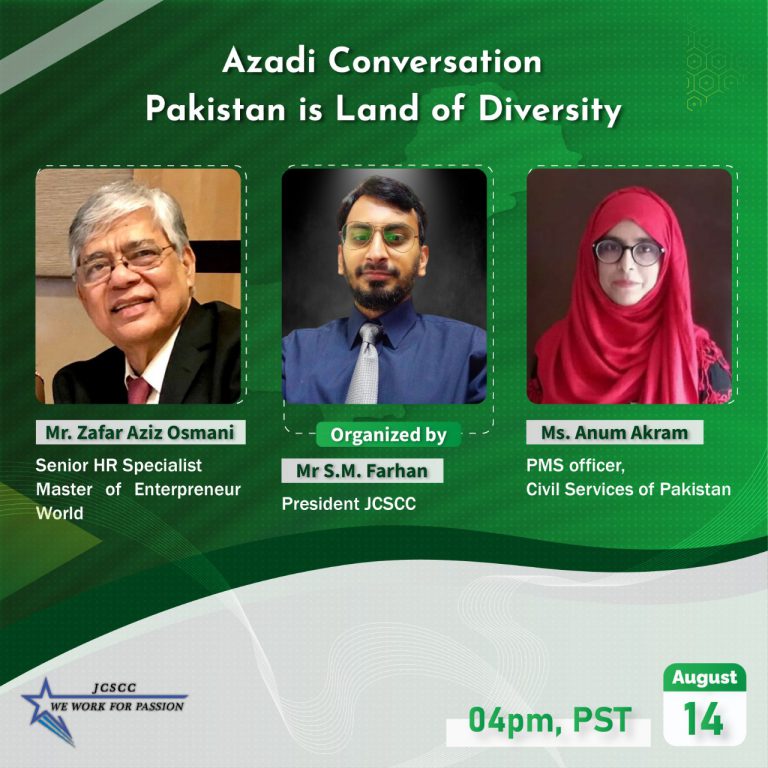 Azadi Conversation
Pakistan is Land of Diversity
Mr. Zafar Aziz Osmani
Senior HR Specialist
Master of Enterpreneur
World
Organized by
Mr S.M. Farhan
President JCSCC
Ms. Anum Akram
PMS officer,
Civil Services of Pakistan
JCSCC
WE WORK FOR PASSION
04pm, PST
August
14